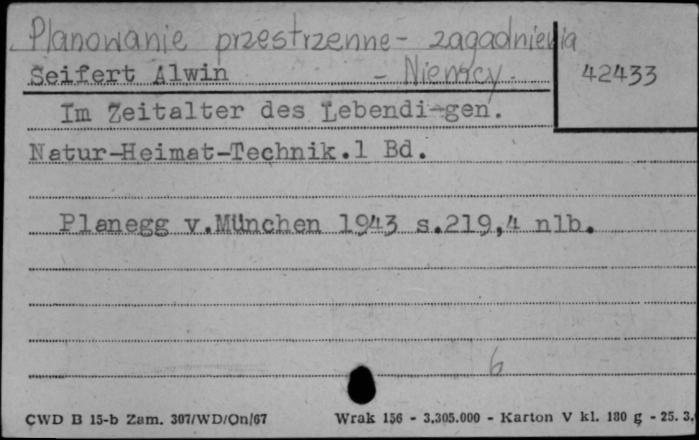 Planowanie przestrzenne - zagadnienia
Seifert Alwin - Niemcy -
42433
Im Zeitalter des Lebendi-gen.
Natur-Heimat-Technik.1 Bd.
Planegg v.München 1943 s.219,4 nlb.
6
CWD B 15-b Zam. 307/WD/On/67 Wrak 156 - 3.305.000 - Karton V kl. 180 g - 25. 3.